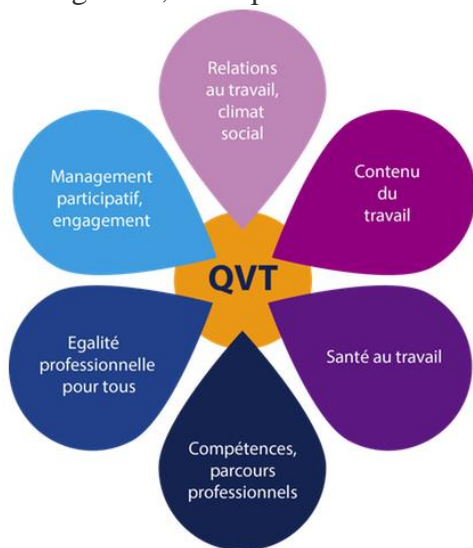 Relations
au travail,
climat
social
Contenu
du
travail
Santé au travail
Compétences,
parcours
professionnels
Egalité
professionnelle
pour tous
Management
participatif,
engagement
QVT